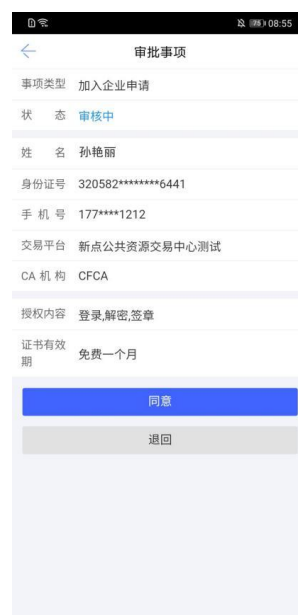 75 08:55
审批事项
事项类型 加入企业申请
状 态 审核中
姓 名 孙艳丽
身份证号 320582********6441
手 机 号 177****1212
交易平台 新点公共资源交易中心测试
CA 机 构 CFCA
授权内容 登录,解密,签章
证书有效
期 免费一个月
同意
退回